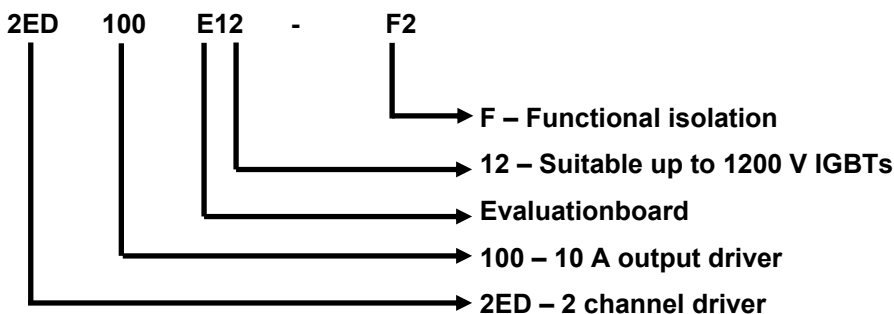 2ED 100 E12 - F2
F – Functional isolation
12 – Suitable up to 1200 V IGBTs
Evaluationboard
100 – 10 A output driver
2ED – 2 channel driver